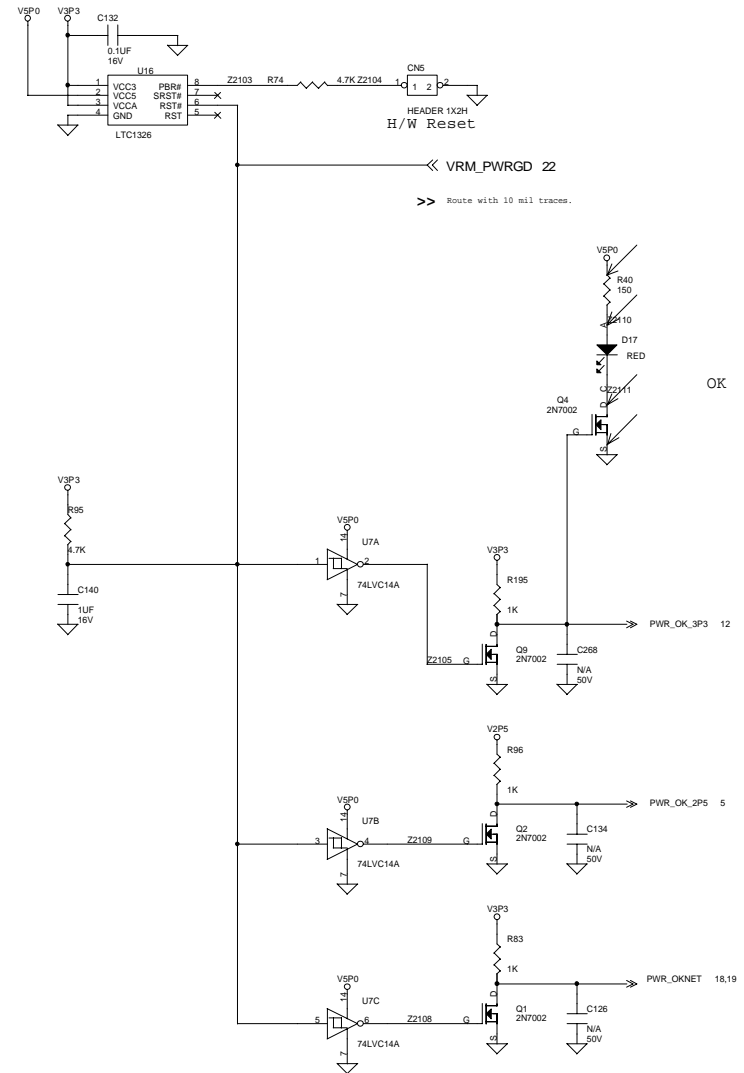 V5P0 V3P3 C132
0.1UF
16V
U16 CN5
1 VCC3 PBR# 8 Z2103 R74 4.7K Z2104 1 1 2 2
2 VCC5 SRST# 7
3 VCCA RST# 6
4 GND RST 5
HEADER 1X2H
H/W Reset
LTC1326
<< VRM_PWRGD 22
>> Route with 10 mil traces.
V5P0
R40
150
A Z2110
D17
RED
C Z2111
OK
D
Q4
2N7002
G
S
V3P3
R95
4.7K
C140
1UF
16V
V5P0
14 U7A
1 2
74LVC14A
7
V3P3
R195
1K
PWR_OK_3P3 12
D
Q9
2N7002
Z2105 G
S
C268
N/A
50V
V2P5
R96
1K
V5P0
14 U7B
3 4 Z2109 G
74LVC14A
7
PWR_OK_2P5 5
D
Q2
2N7002
S
C134
N/A
50V
V3P3
R83
1K
V5P0
14 U7C
5 6 Z2108 G
74LVC14A
7
PWR_OKNET 18,19
D
Q1
2N7002
S
C126
N/A
50V